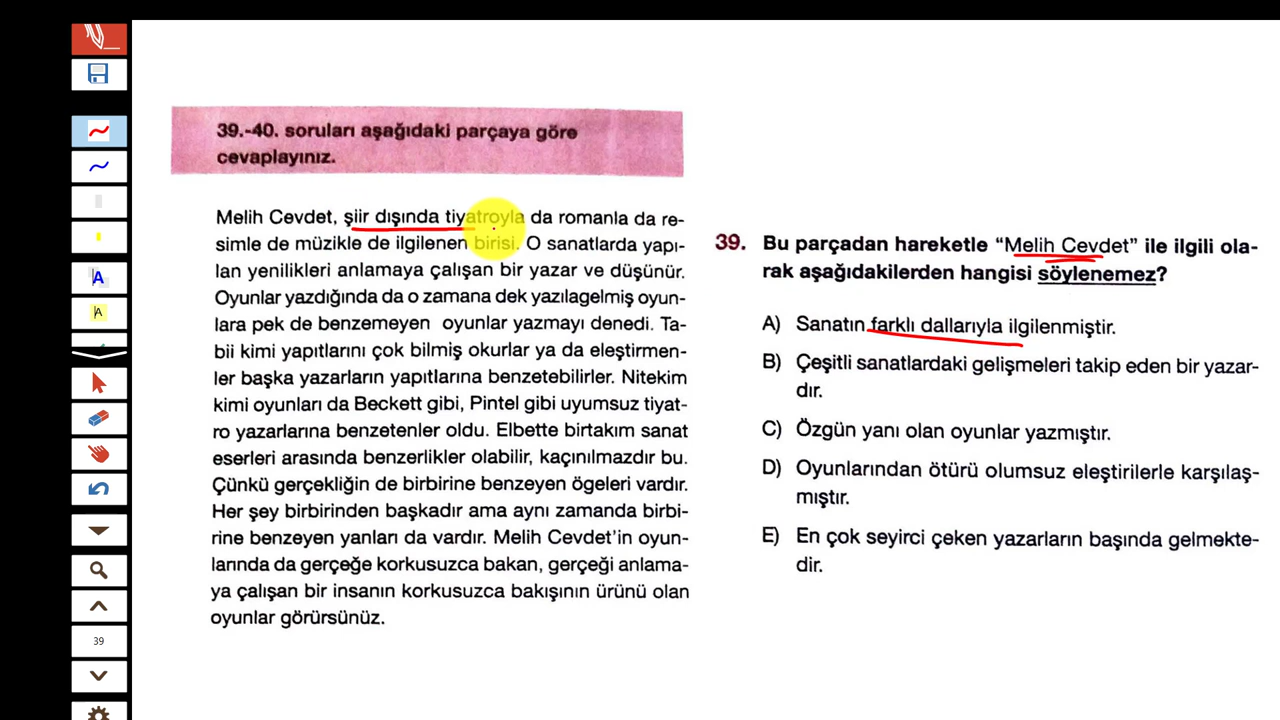 39.-40. soruları aşağıdaki parçaya göre
cevaplayınız.
Melih Cevdet, şiir dışında tiyatroyla da romanla da re-
simle de müzikle de ilgilenen birisi. O sanatlarda yapı-
lan yenilikleri anlamaya çalışan bir yazar ve düşünür.
Oyunlar yazdığında da o zamana dek yazılagelmiş oyun-
lara pek de benzemeyen oyunlar yazmayı denedi. Ta-
bii kimi yapıtlarını çok bilmiş okurlar ya da eleştirmen-
ler başka yazarların yapıtlarına benzetebilirler. Nitekim
kimi oyunları da Beckett gibi, Pintel gibi uyumsuz tiyat-
ro yazarlarına benzetenler oldu. Elbette birtakım sanat
eserleri arasında benzerlikler olabilir, kaçınılmazdır bu.
Çünkü gerçekliğin de birbirine benzeyen ögeleri vardır.
Her şey birbirinden başkadır ama aynı zamanda birbi-
rine benzeyen yanları da vardır. Melih Cevdet'in oyun-
larında da gerçeğe korkusuzca bakan, gerçeği anlama-
ya çalışan bir insanın korkusuzca bakışının ürünü olan
oyunlar görürsünüz.
39. Bu parçadan hareketle “Melih Cevdet” ile ilgili ola-
rak aşağıdakilerden hangisi söylenemez?
A) Sanatın farklı dallarıyla ilgilenmiştir.
B) Çeşitli sanatlardaki gelişmeleri takip eden bir yazar-
dır.
C) Özgün yanı olan oyunlar yazmıştır.
D) Oyunlarından ötürü olumsuz eleştirilerle karşılaş-
mıştır.
E) En çok seyirci çeken yazarların başında gelmekte-
dir.
A
A
39